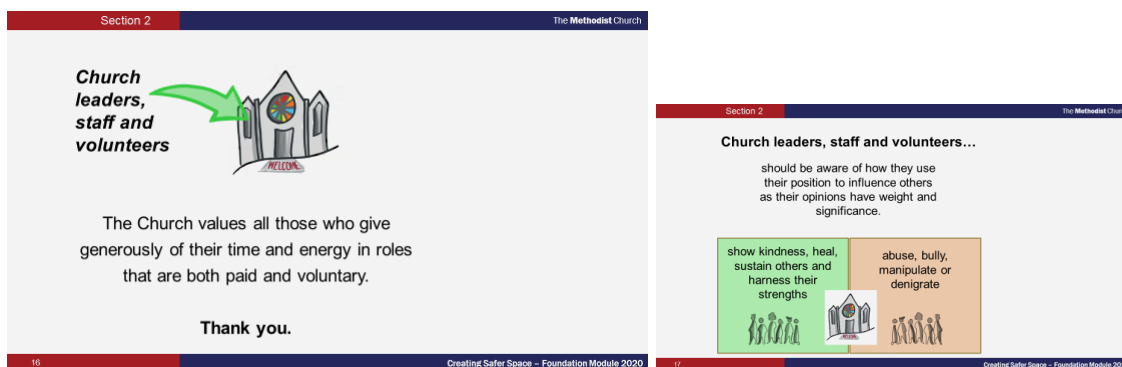 Section 2
The Methodist Church
Church
leaders,
staff and
volunteers
WELCOME
The Church values all those who give
generously of their time and energy in roles
that are both paid and voluntary.
Thank you.
16
Creating Safer Space – Foundation Module 2020
Section 2
The Methodist Chur
Church leaders, staff and volunteers…
should be aware of how they use
their position to influence others
as their opinions have weight and
significance.
show kindness, heal,
sustain others and
harness their
strengths
abuse, bully,
manipulate or
denigrate
17
Creating Safer Space – Foundation Module 20